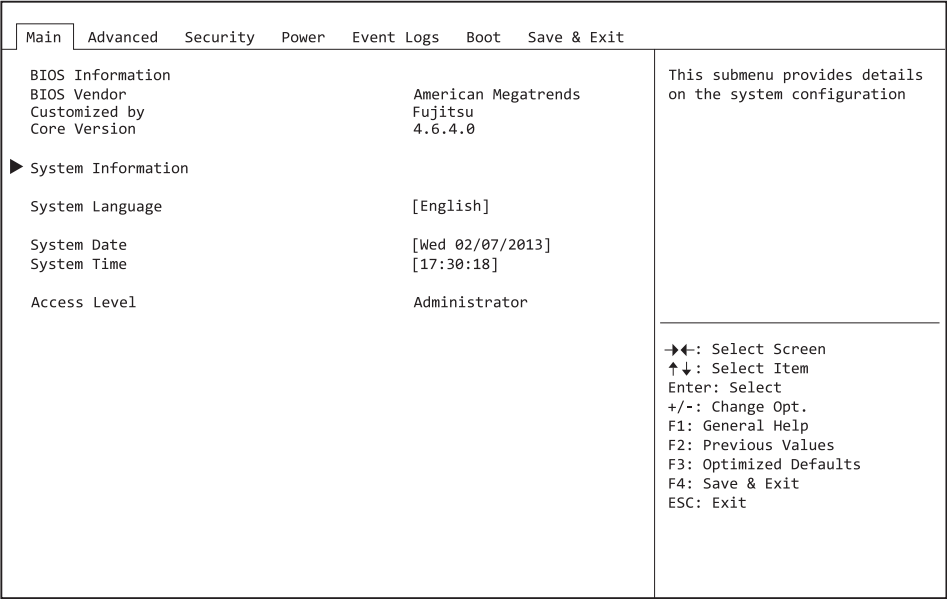 Main Advanced Security Power Event Logs Boot Save & Exit
BIOS Information
BIOS Vendor American Megatrends
Customized by Fujitsu
Core Version 4.6.4.0
System Information
System Language [English]
System Date [Wed 02/07/2013]
System Time [17:30:18]
Access Level Administrator
This submenu provides details
on the system configuration
→←: Select Screen
↑↓: Select Item
Enter: Select
+/-: Change Opt.
F1: General Help
F2: Previous Values
F3: Optimized Defaults
F4: Save & Exit
ESC: Exit